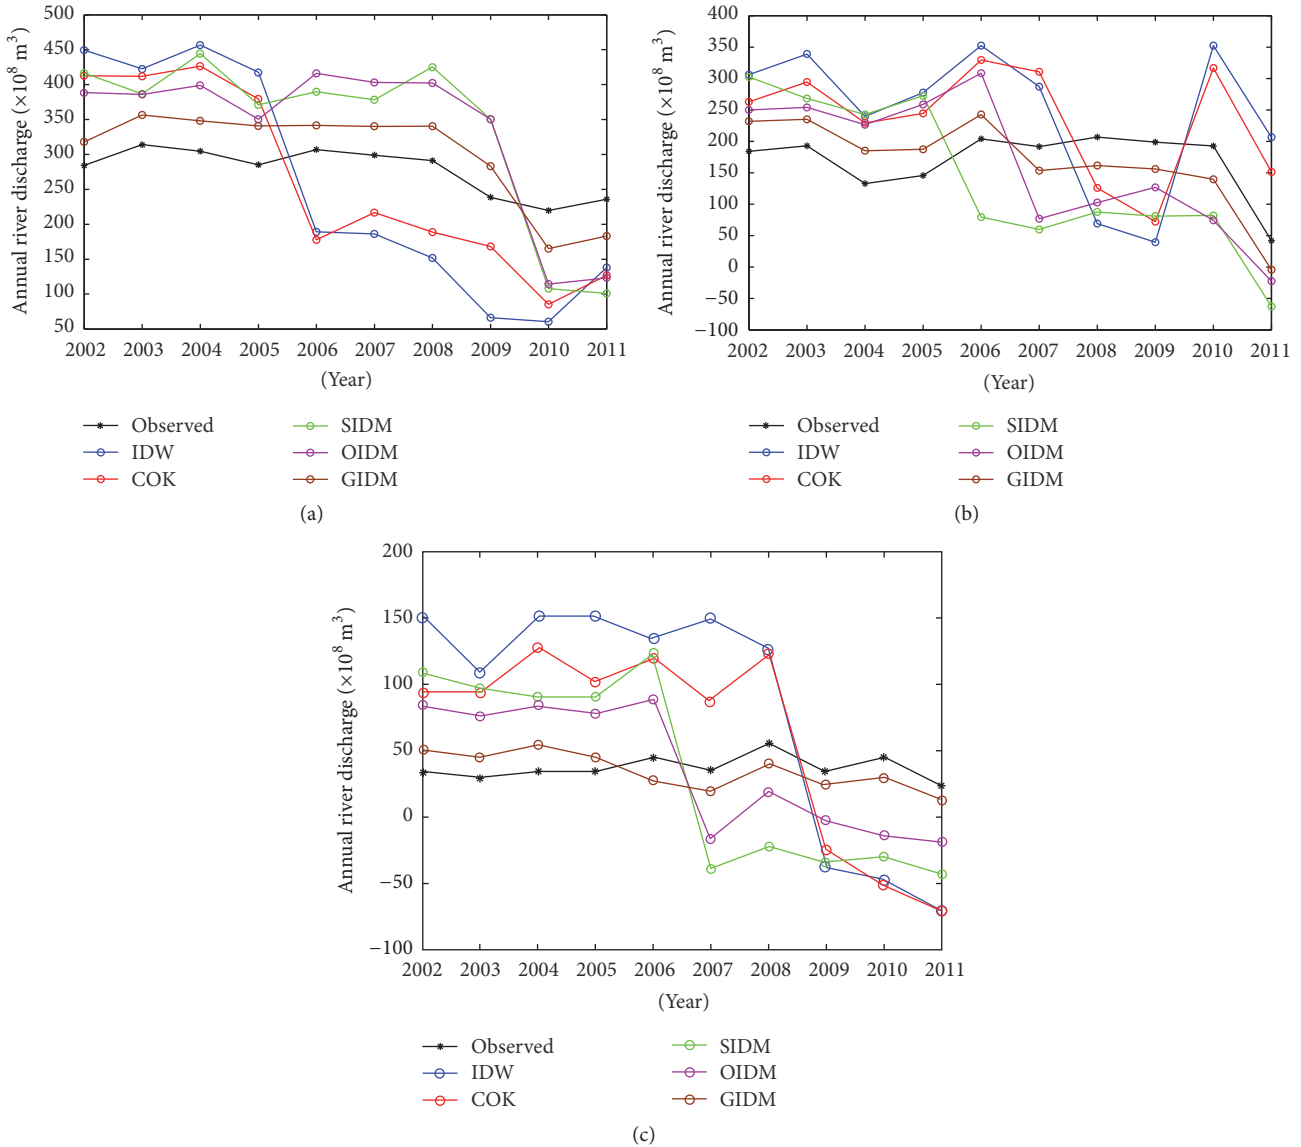 Annual river discharge (×10⁸ m³)
500
450
400
350
300
250
200
150
100
50
2002 2003 2004 2005 2006 2007 2008 2009 2010 2011
(Year)
Observed
IDW
COK
SIDM
OIDM
GIDM
(a)
Annual river discharge (×10⁸ m³)
400
350
300
250
200
150
100
50
0
−50
−100
2002 2003 2004 2005 2006 2007 2008 2009 2010 2011
(Year)
Observed
IDW
COK
SIDM
OIDM
GIDM
(b)
Annual river discharge (×10⁸ m³)
200
150
100
50
0
−50
−100
2002 2003 2004 2005 2006 2007 2008 2009 2010 2011
(Year)
Observed
IDW
COK
SIDM
OIDM
GIDM
(c)